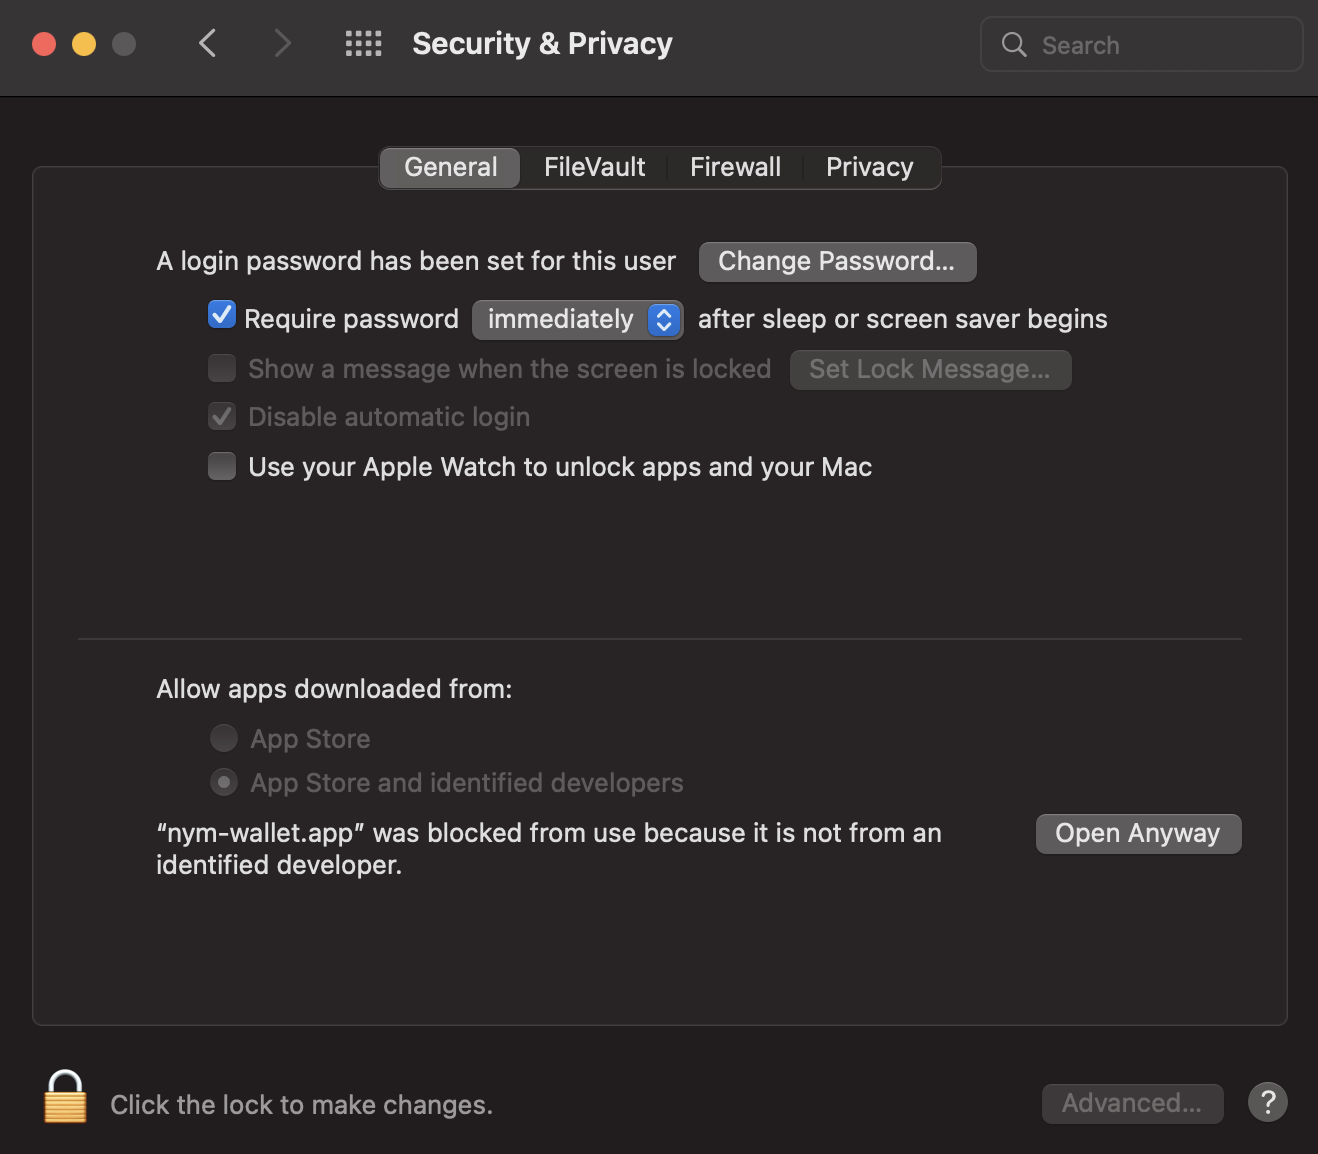 Security & Privacy
Search
General FileVault Firewall Privacy
A login password has been set for this user Change Password...
Require password immediately after sleep or screen saver begins
Show a message when the screen is locked Set Lock Message...
Disable automatic login
Use your Apple Watch to unlock apps and your Mac
Allow apps downloaded from:
App Store
App Store and identified developers
“nym-wallet.app” was blocked from use because it is not from an Open Anyway
identified developer.
Click the lock to make changes. Advanced... ?